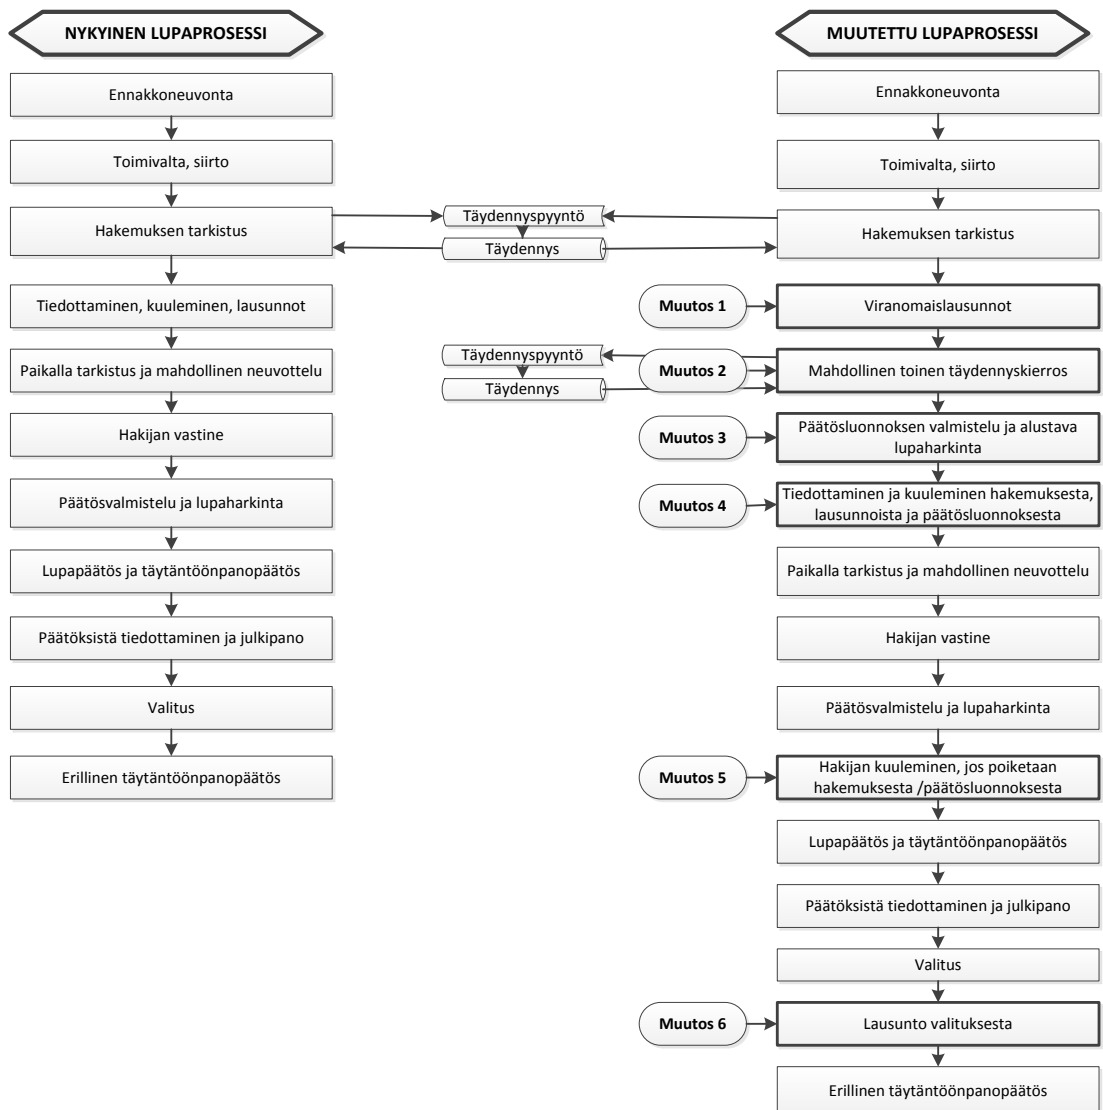 NYKYINEN LUPAPROSESSI
Ennakkoneuvonta
Toimivalta, siirto
Hakemuksen tarkistus
Tiedottaminen, kuuleminen, lausunnot
Paikalla tarkistus ja mahdollinen neuvottelu
Hakijan vastine
Päätösvalmistelu ja lupaharkinta
Lupapäätös ja täytäntöönpanopäätös
Päätöksistä tiedottaminen ja julkipano
Valitus
Erillinen täytäntöönpanopäätös
Täydennyspyyntö
Täydennys
Täydennyspyyntö
Täydennys
MUUTETTU LUPAPROSESSI
Ennakkoneuvonta
Toimivalta, siirto
Hakemuksen tarkistus
Muutos 1
Viranomaislausunnot
Muutos 2
Mahdollinen toinen täydennyskierros
Muutos 3
Päätösluonnoksen valmistelu ja alustava
lupaharkinta
Muutos 4
Tiedottaminen ja kuuleminen hakemuksesta,
lausunnoista ja päätösluonnoksesta
Paikalla tarkistus ja mahdollinen neuvottelu
Hakijan vastine
Päätösvalmistelu ja lupaharkinta
Muutos 5
Hakijan kuuleminen, jos poiketaan
hakemuksesta /päätösluonnoksesta
Lupapäätös ja täytäntöönpanopäätös
Päätöksistä tiedottaminen ja julkipano
Valitus
Muutos 6
Lausunto valituksesta
Erillinen täytäntöönpanopäätös